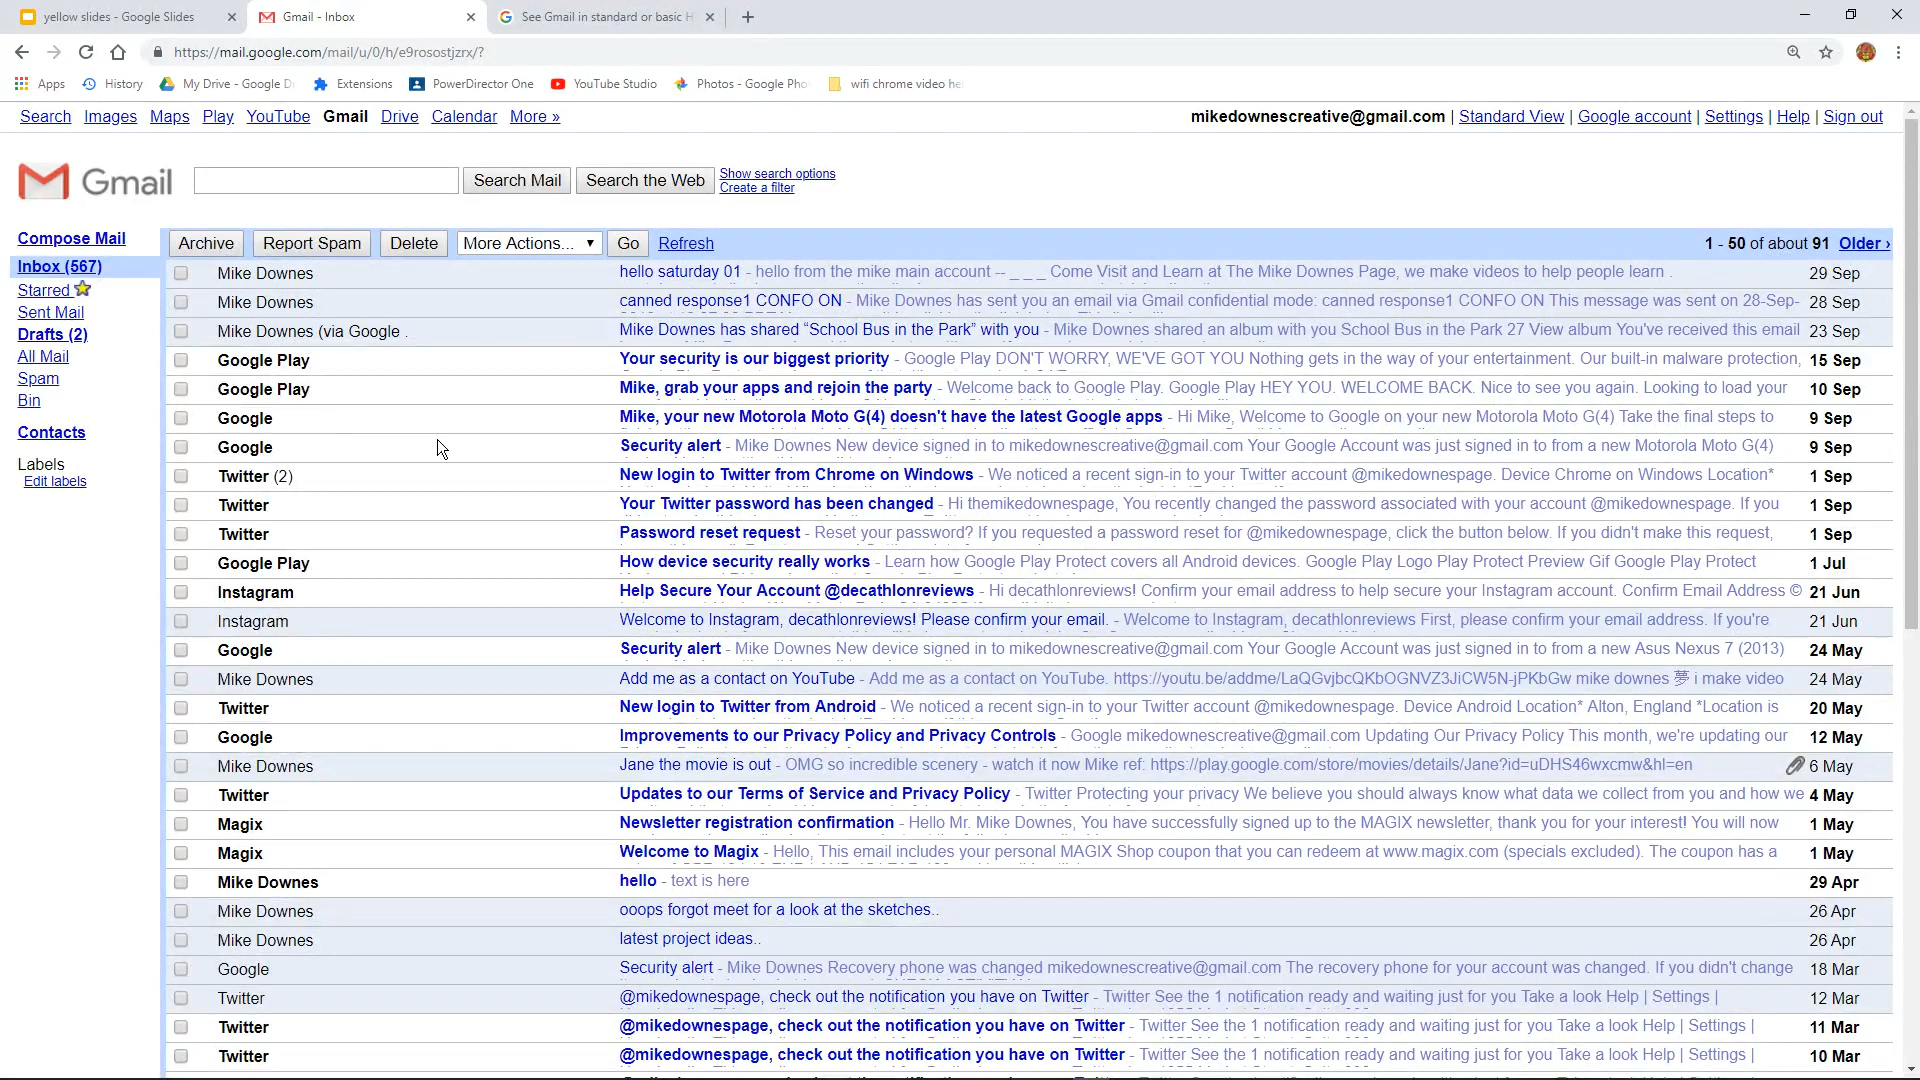 yellow slides - Google Slides
Gmail - Inbox
See Gmail in standard or basic H
https://mail.google.com/mail/u/0/h/e9rosostjzrx/?
Apps History My Drive - Google D Extensions PowerDirector One YouTube Studio Photos - Google Pho wifi chrome video he
Search Images Maps Play YouTube Gmail Drive Calendar More »
mikedownescreative@gmail.com | Standard View | Google account | Settings | Help | Sign out
Gmail
Search Mail Search the Web
Show search options
Create a filter
Compose Mail
Inbox (567)
Starred
Sent Mail
Drafts (2)
All Mail
Spam
Bin
Contacts
Labels
Edit labels
Archive Report Spam Delete More Actions... Go Refresh 1 - 50 of about 91 Older ›
Mike Downes hello saturday 01 - hello from the mike main account -- _ _ _ Come Visit and Learn at The Mike Downes Page, we make videos to help people learn . 29 Sep
Mike Downes canned response1 CONFO ON - Mike Downes has sent you an email via Gmail confidential mode: canned response1 CONFO ON This message was sent on 28-Sep- 28 Sep
Mike Downes (via Google . Mike Downes has shared “School Bus in the Park” with you - Mike Downes shared an album with you School Bus in the Park 27 View album You've received this email 23 Sep
Google Play Your security is our biggest priority - Google Play DON'T WORRY, WE'VE GOT YOU Nothing gets in the way of your entertainment. Our built-in malware protection, 15 Sep
Google Play Mike, grab your apps and rejoin the party - Welcome back to Google Play. Google Play HEY YOU. WELCOME BACK. Nice to see you again. Looking to load your 10 Sep
Google Mike, your new Motorola Moto G(4) doesn't have the latest Google apps - Hi Mike, Welcome to Google on your new Motorola Moto G(4) Take the final steps to 9 Sep
Google Security alert - Mike Downes New device signed in to mikedownescreative@gmail.com Your Google Account was just signed in to from a new Motorola Moto G(4) 9 Sep
Twitter (2) New login to Twitter from Chrome on Windows - We noticed a recent sign-in to your Twitter account @mikedownespage. Device Chrome on Windows Location* 1 Sep
Twitter Your Twitter password has been changed - Hi themikedownespage, You recently changed the password associated with your account @mikedownespage. If you 1 Sep
Twitter Password reset request - Reset your password? If you requested a password reset for @mikedownespage, click the button below. If you didn't make this request, 1 Sep
Google Play How device security really works - Learn how Google Play Protect covers all Android devices. Google Play Logo Play Protect Preview Gif Google Play Protect 1 Jul
Instagram Help Secure Your Account @decathlonreviews - Hi decathlonreviews! Confirm your email address to help secure your Instagram account. Confirm Email Address © 21 Jun
Instagram Welcome to Instagram, decathlonreviews! Please confirm your email. - Welcome to Instagram, decathlonreviews First, please confirm your email address. If you're 21 Jun
Google Security alert - Mike Downes New device signed in to mikedownescreative@gmail.com Your Google Account was just signed in to from a new Asus Nexus 7 (2013) 24 May
Mike Downes Add me as a contact on YouTube - Add me as a contact on YouTube. https://youtu.be/addme/LaQGvjbcQKbOGNVZ3JiCW5N-jPKbGw mike downes 夢 i make video 24 May
Twitter New login to Twitter from Android - We noticed a recent sign-in to your Twitter account @mikedownespage. Device Android Location* Alton, England *Location is 20 May
Google Improvements to our Privacy Policy and Privacy Controls - Google mikedownescreative@gmail.com Updating Our Privacy Policy This month, we're updating our 12 May
Mike Downes Jane the movie is out - OMG so incredible scenery - watch it now Mike ref: https://play.google.com/store/movies/details/Jane?id=uDHS46wxcmw&hl=en 6 May
Twitter Updates to our Terms of Service and Privacy Policy - Twitter Protecting your privacy We believe you should always know what data we collect from you and how we 4 May
Magix Newsletter registration confirmation - Hello Mr. Mike Downes, You have successfully signed up to the MAGIX newsletter, thank you for your interest! You will now 1 May
Magix Welcome to Magix - Hello, This email includes your personal MAGIX Shop coupon that you can redeem at www.magix.com (specials excluded). The coupon has a 1 May
Mike Downes hello - text is here 29 Apr
Mike Downes ooops forgot meet for a look at the sketches.. 26 Apr
Mike Downes latest project ideas.. 26 Apr
Google Security alert - Mike Downes Recovery phone was changed mikedownescreative@gmail.com The recovery phone for your account was changed. If you didn't change 18 Mar
Twitter @mikedownespage, check out the notification you have on Twitter - Twitter See the 1 notification ready and waiting just for you Take a look Help | Settings | 12 Mar
Twitter @mikedownespage, check out the notification you have on Twitter - Twitter See the 1 notification ready and waiting just for you Take a look Help | Settings | 11 Mar
Twitter @mikedownespage, check out the notification you have on Twitter - Twitter See the 1 notification ready and waiting just for you Take a look Help | Settings | 10 Mar